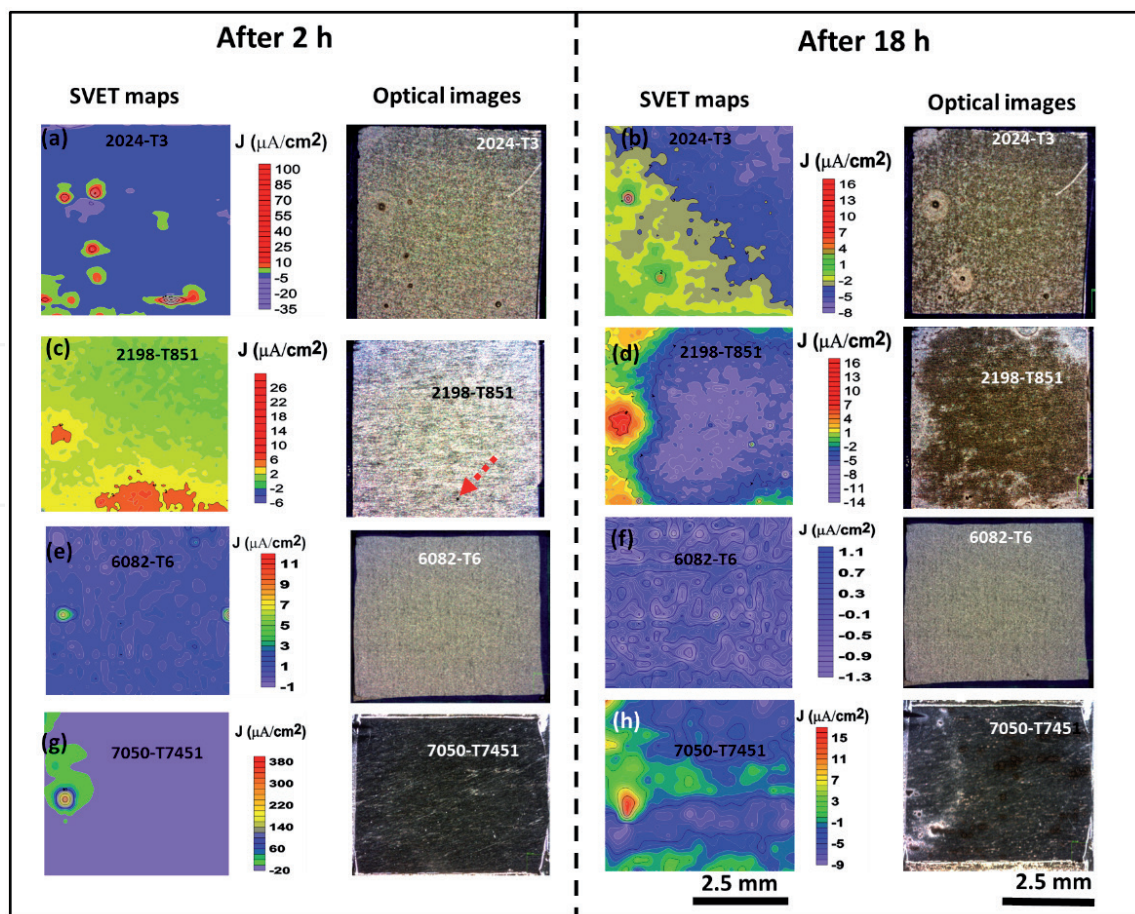 After 2 h
After 18 h
SVET maps
Optical images
SVET maps
Optical images
(a)
2024-T3
J (μA/cm2)
100
85
70
55
40
25
10
-5
-20
-35
2024-T3
(b)
2024-T3
J (μA/cm2)
16
13
10
7
4
1
-2
-5
-8
2024-T3
(c)
2198-T851
J (μA/cm2)
26
22
18
14
10
6
2
-2
-6
2198-T851
(d)
2198-T851
J (μA/cm2)
16
13
10
7
4
1
-2
-5
-8
-11
-14
2198-T851
(e)
6082-T6
J (μA/cm2)
11
9
7
5
3
1
-1
6082-T6
(f)
6082-T6
J (μA/cm2)
1.1
0.7
0.3
-0.1
-0.5
-0.9
-1.3
6082-T6
(g)
7050-T7451
J (μA/cm2)
380
300
220
140
60
-20
7050-T7451
(h)
7050-T7451
J (μA/cm2)
15
11
7
3
-1
-5
-9
7050-T745
2.5 mm
2.5 mm